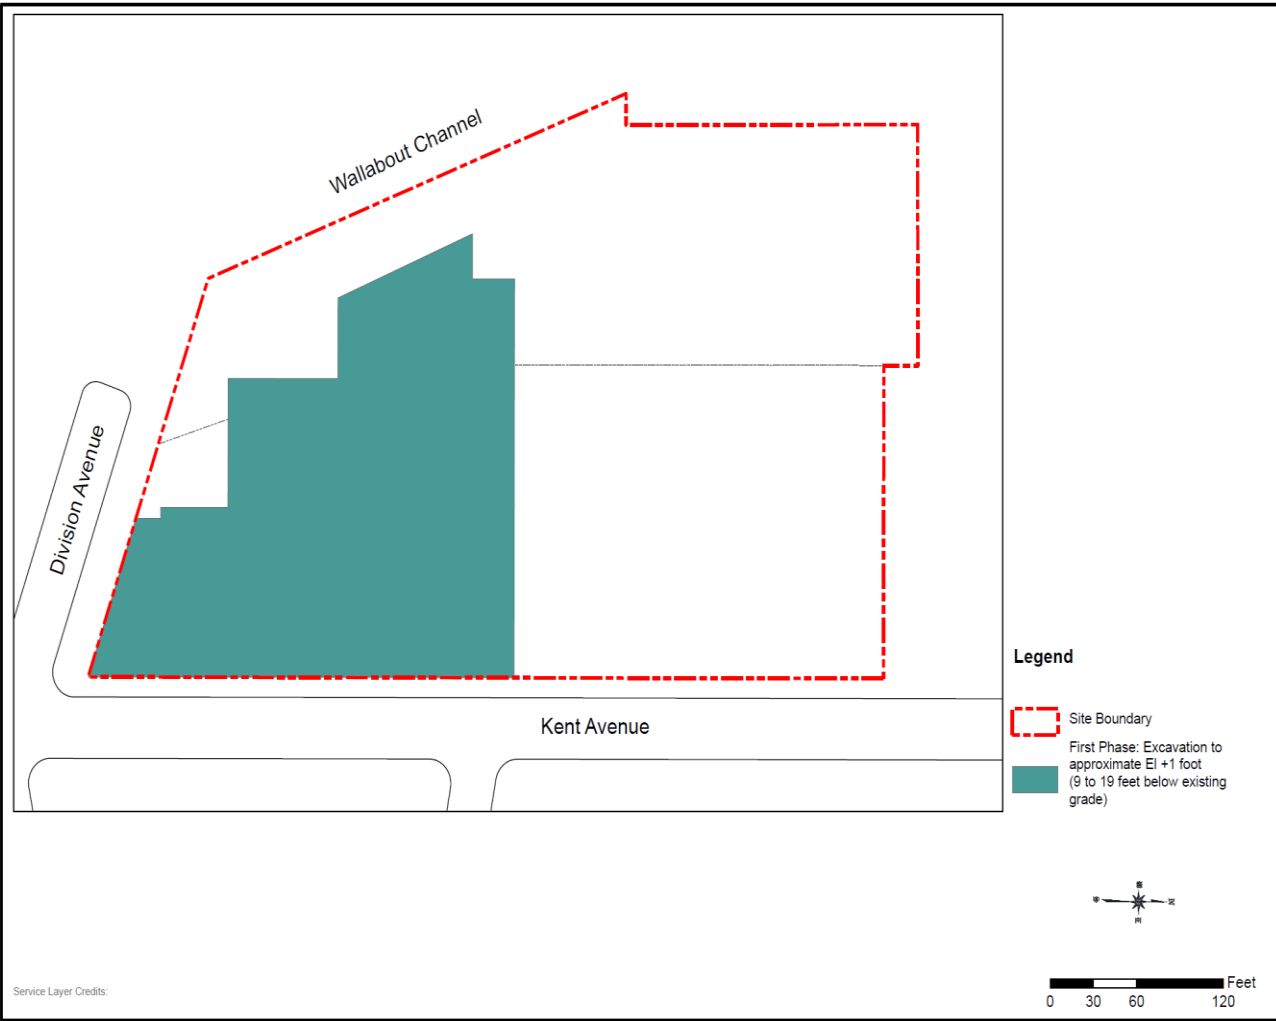 Wallabout Channel
Division Avenue
Kent Avenue
Legend
Site Boundary
First Phase: Excavation to
approximate El +1 foot
(9 to 19 feet below existing
grade)
E
Service Layer Credits:
Feet
0 30 60 120